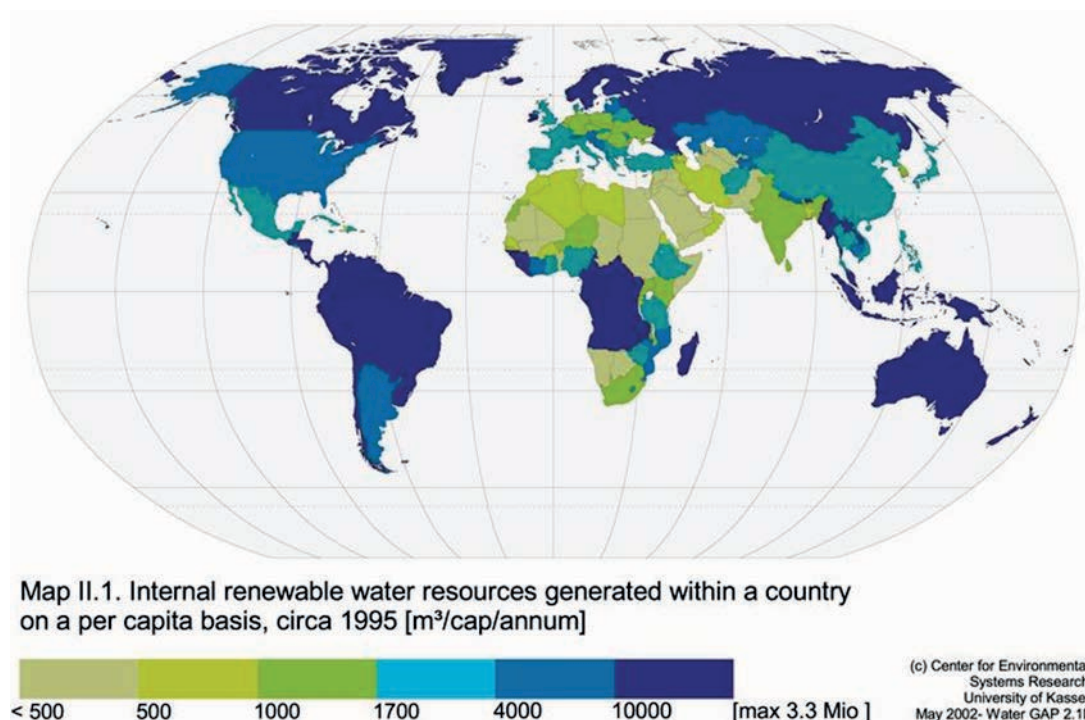 Map II.1. Internal renewable water resources generated within a country
on a per capita basis, circa 1995 [m³/cap/annum]
< 500 500 1000 1700 4000 10000 [max 3.3 Mio ]
(c) Center for Environmental
Systems Research
University of Kassel
May 2002- Water GAP 2.1